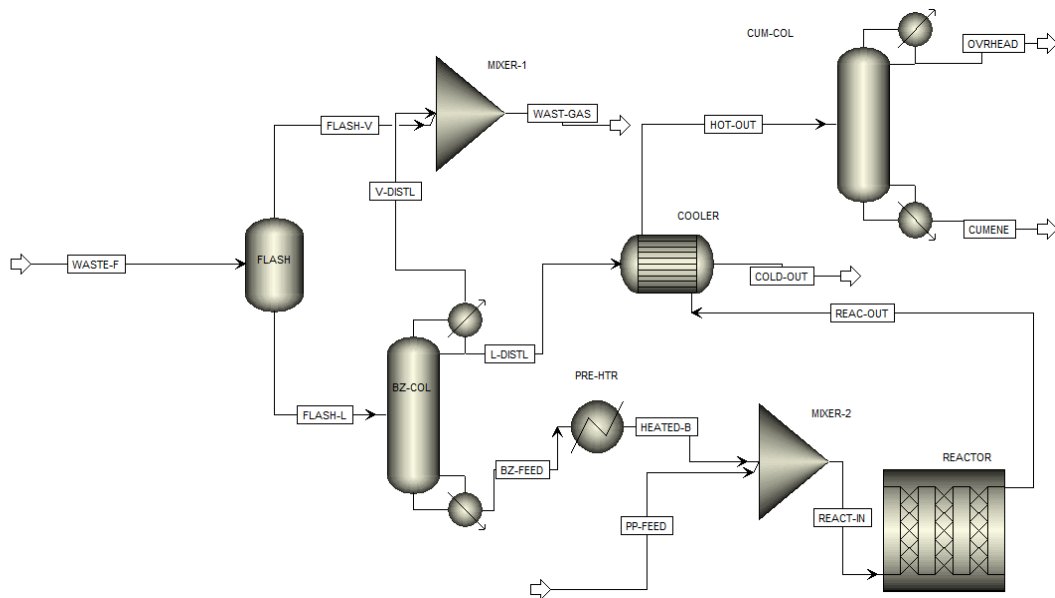 CUM-COL
OVRHEAD
MIXER-1
WAST-GAS
FLASH-V
HOT-OUT
V-DISTL
COOLER
CUMENE
FLASH
WASTE-F
COLD-OUT
REAC-OUT
L-DISTL
PRE-HTR
BZ-COL
FLASH-L
HEATED-B
MIXER-2
REACTOR
BZ-FEED
PP-FEED
REACT-IN